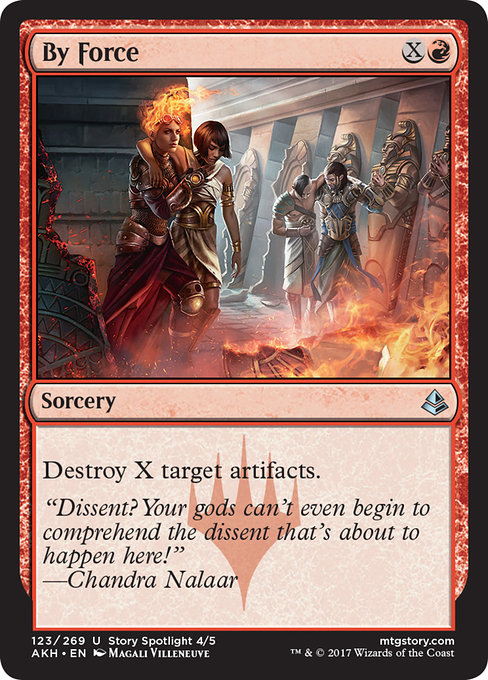 By Force XR
Sorcery
Destroy X target artifacts.
“Dissent? Your gods can’t even begin to
comprehend the dissent that’s about to
happen here!”
—Chandra Nalaar
123/269 U Story Spotlight 4/5 mtgstory.com
AKH • EN Magali Villeneuve ™ & © 2017 Wizards of the Coast